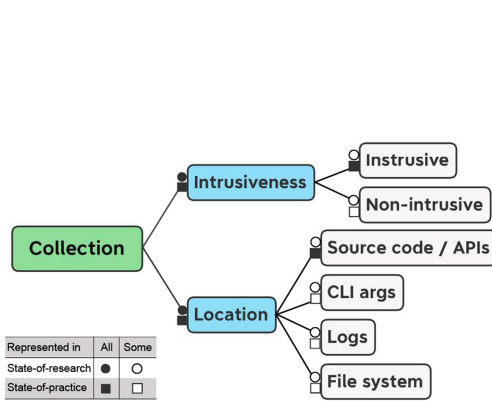 Instrusive
Intrusiveness
Non-intrusive
Collection
Source code / APIs
CLI args
Location
Logs
File system
Represented in All Some
State-of-research
State-of-practice